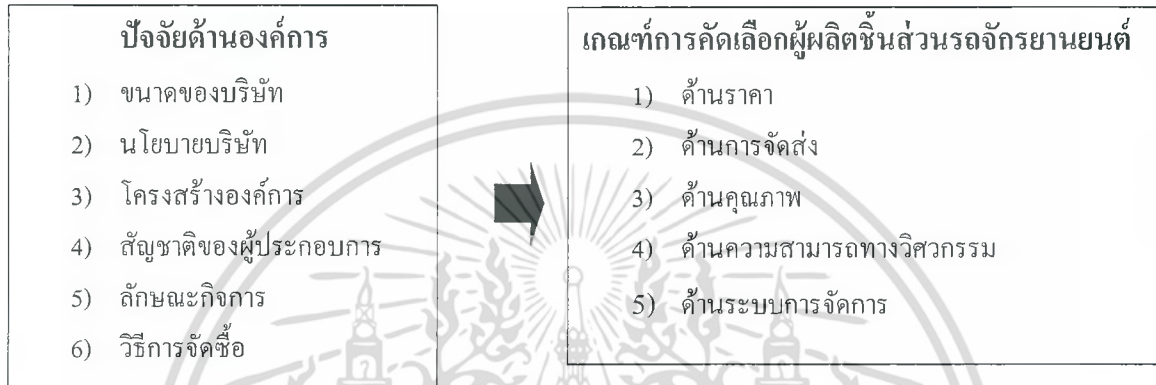 ปัจจัยด้านองค์การ
1) ขนาดของบริษัท
2) นโยบายบริษัท
3) โครงสร้างองค์การ
4) สัญชาติของผู้ประกอบการ
5) ลักษณะกิจการ
6) วิธีการจัดซื้อ
เกณฑ์การคัดเลือกผู้ผลิตชิ้นส่วนรถจักรยานยนต์
1) ด้านราคา
2) ด้านการจัดส่ง
3) ด้านคุณภาพ
4) ด้านความสามารถทางวิศวกรรม
5) ด้านระบบการจัดการ